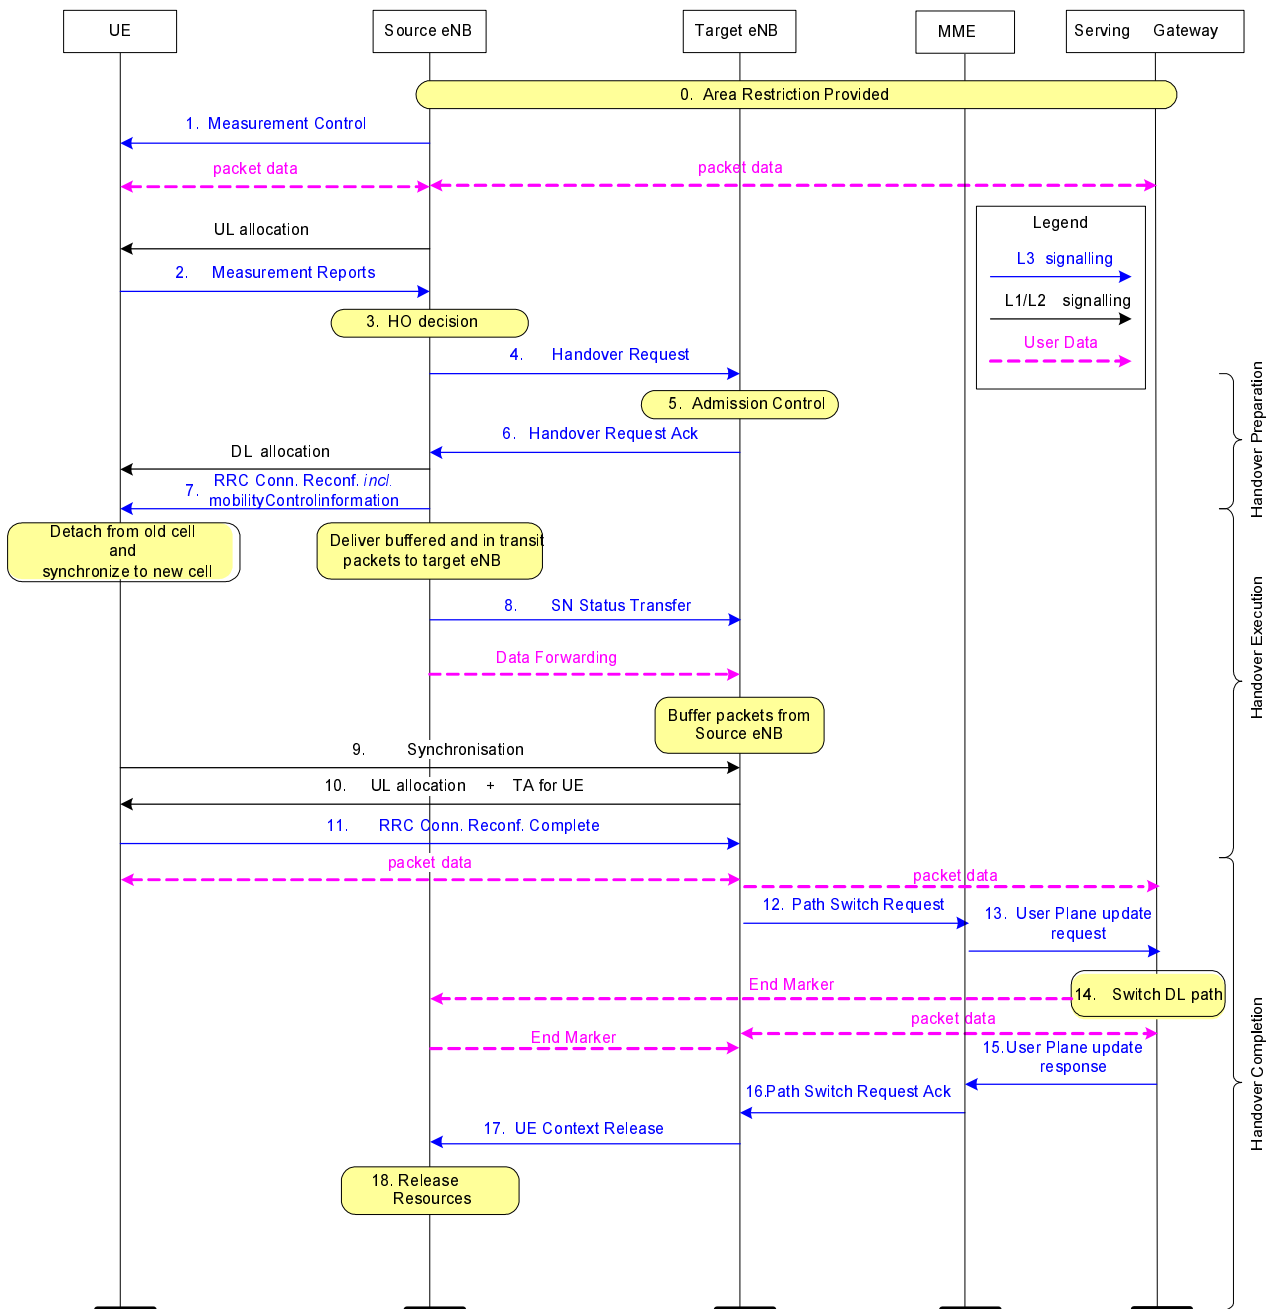 UE
Source eNB
Target eNB
MME
Serving Gateway
0. Area Restriction Provided
1. Measurement Control
packet data
packet data
UL allocation
Legend
L3 signalling
L1/L2 signalling
User Data
2. Measurement Reports
3. HO decision
4. Handover Request
5. Admission Control
6. Handover Request Ack
DL allocation
7. RRC Conn. Reconf. incl.
mobilityControlinformation
Handover Preparation
Detach from old cell
and
synchronize to new cell
Deliver buffered and in transit
packets to target eNB
8. SN Status Transfer
Data Forwarding
Buffer packets from
Source eNB
9. Synchronisation
10. UL allocation + TA for UE
11. RRC Conn. Reconf. Complete
Handover Execution
packet data
packet data
12. Path Switch Request
13. User Plane update
request
End Marker
14. Switch DL path
packet data
End Marker
15.User Plane update
response
16.Path Switch Request Ack
17. UE Context Release
18. Release
Resources
Handover Completion